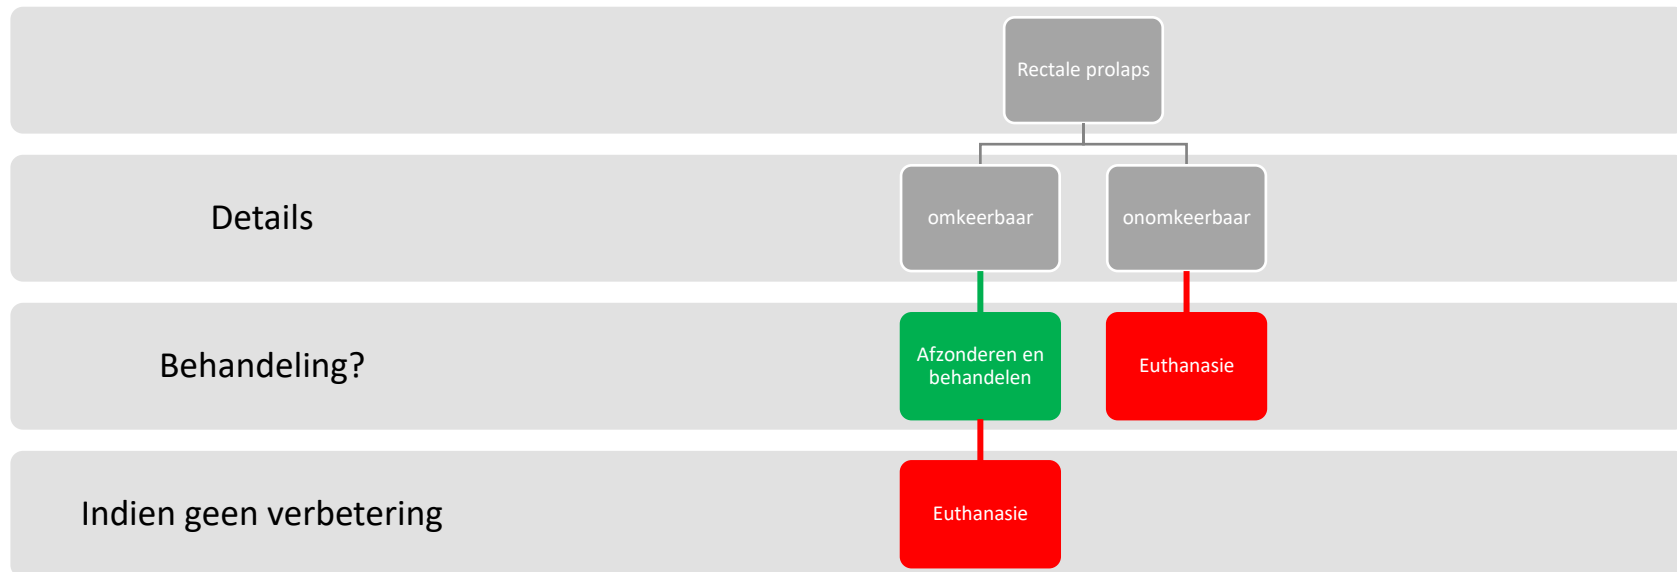 Rectale prolaps
Details
omkeerbaar
onomkeerbaar
Behandeling?
Afzonderen en
behandelen
Euthanasie
Indien geen verbetering
Euthanasie